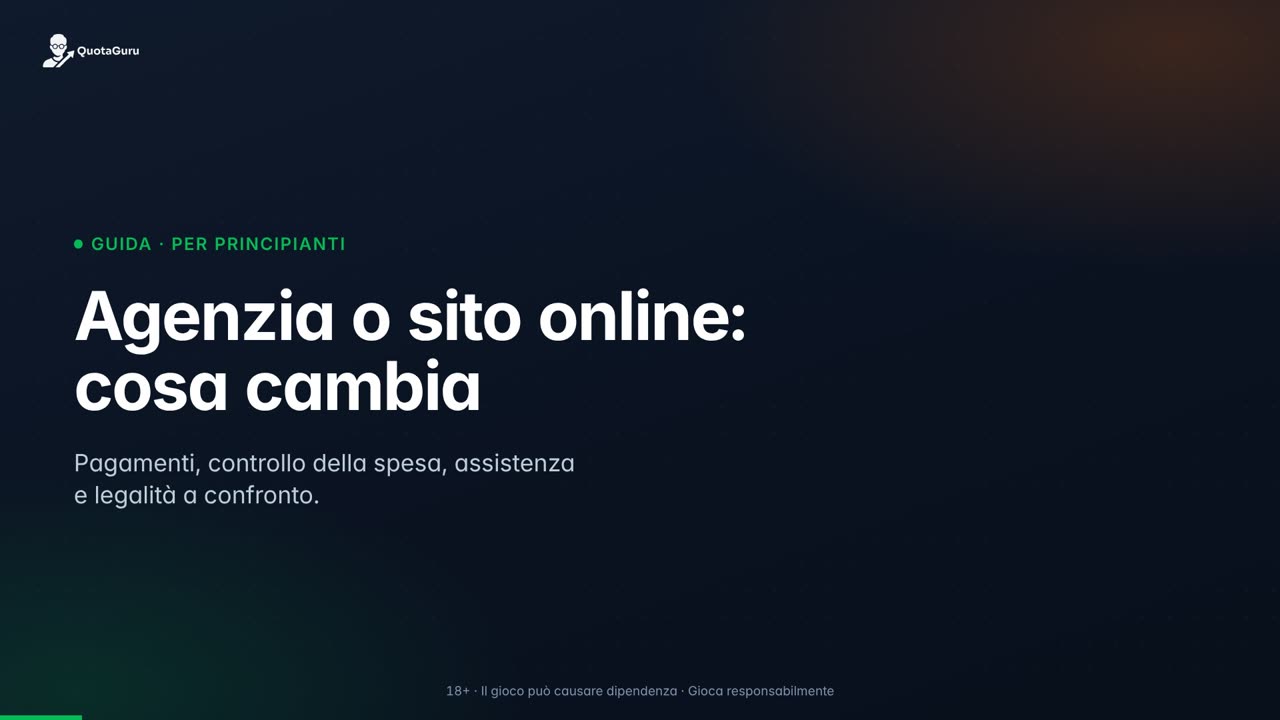 QuotaGuru
GUIDA · PER PRINCIPIANTI
Agenzia o sito online:
cosa cambia
Pagamenti, controllo della spesa, assistenza
e legalità a confronto.
18+ · Il gioco può causare dipendenza · Gioca responsabilmente